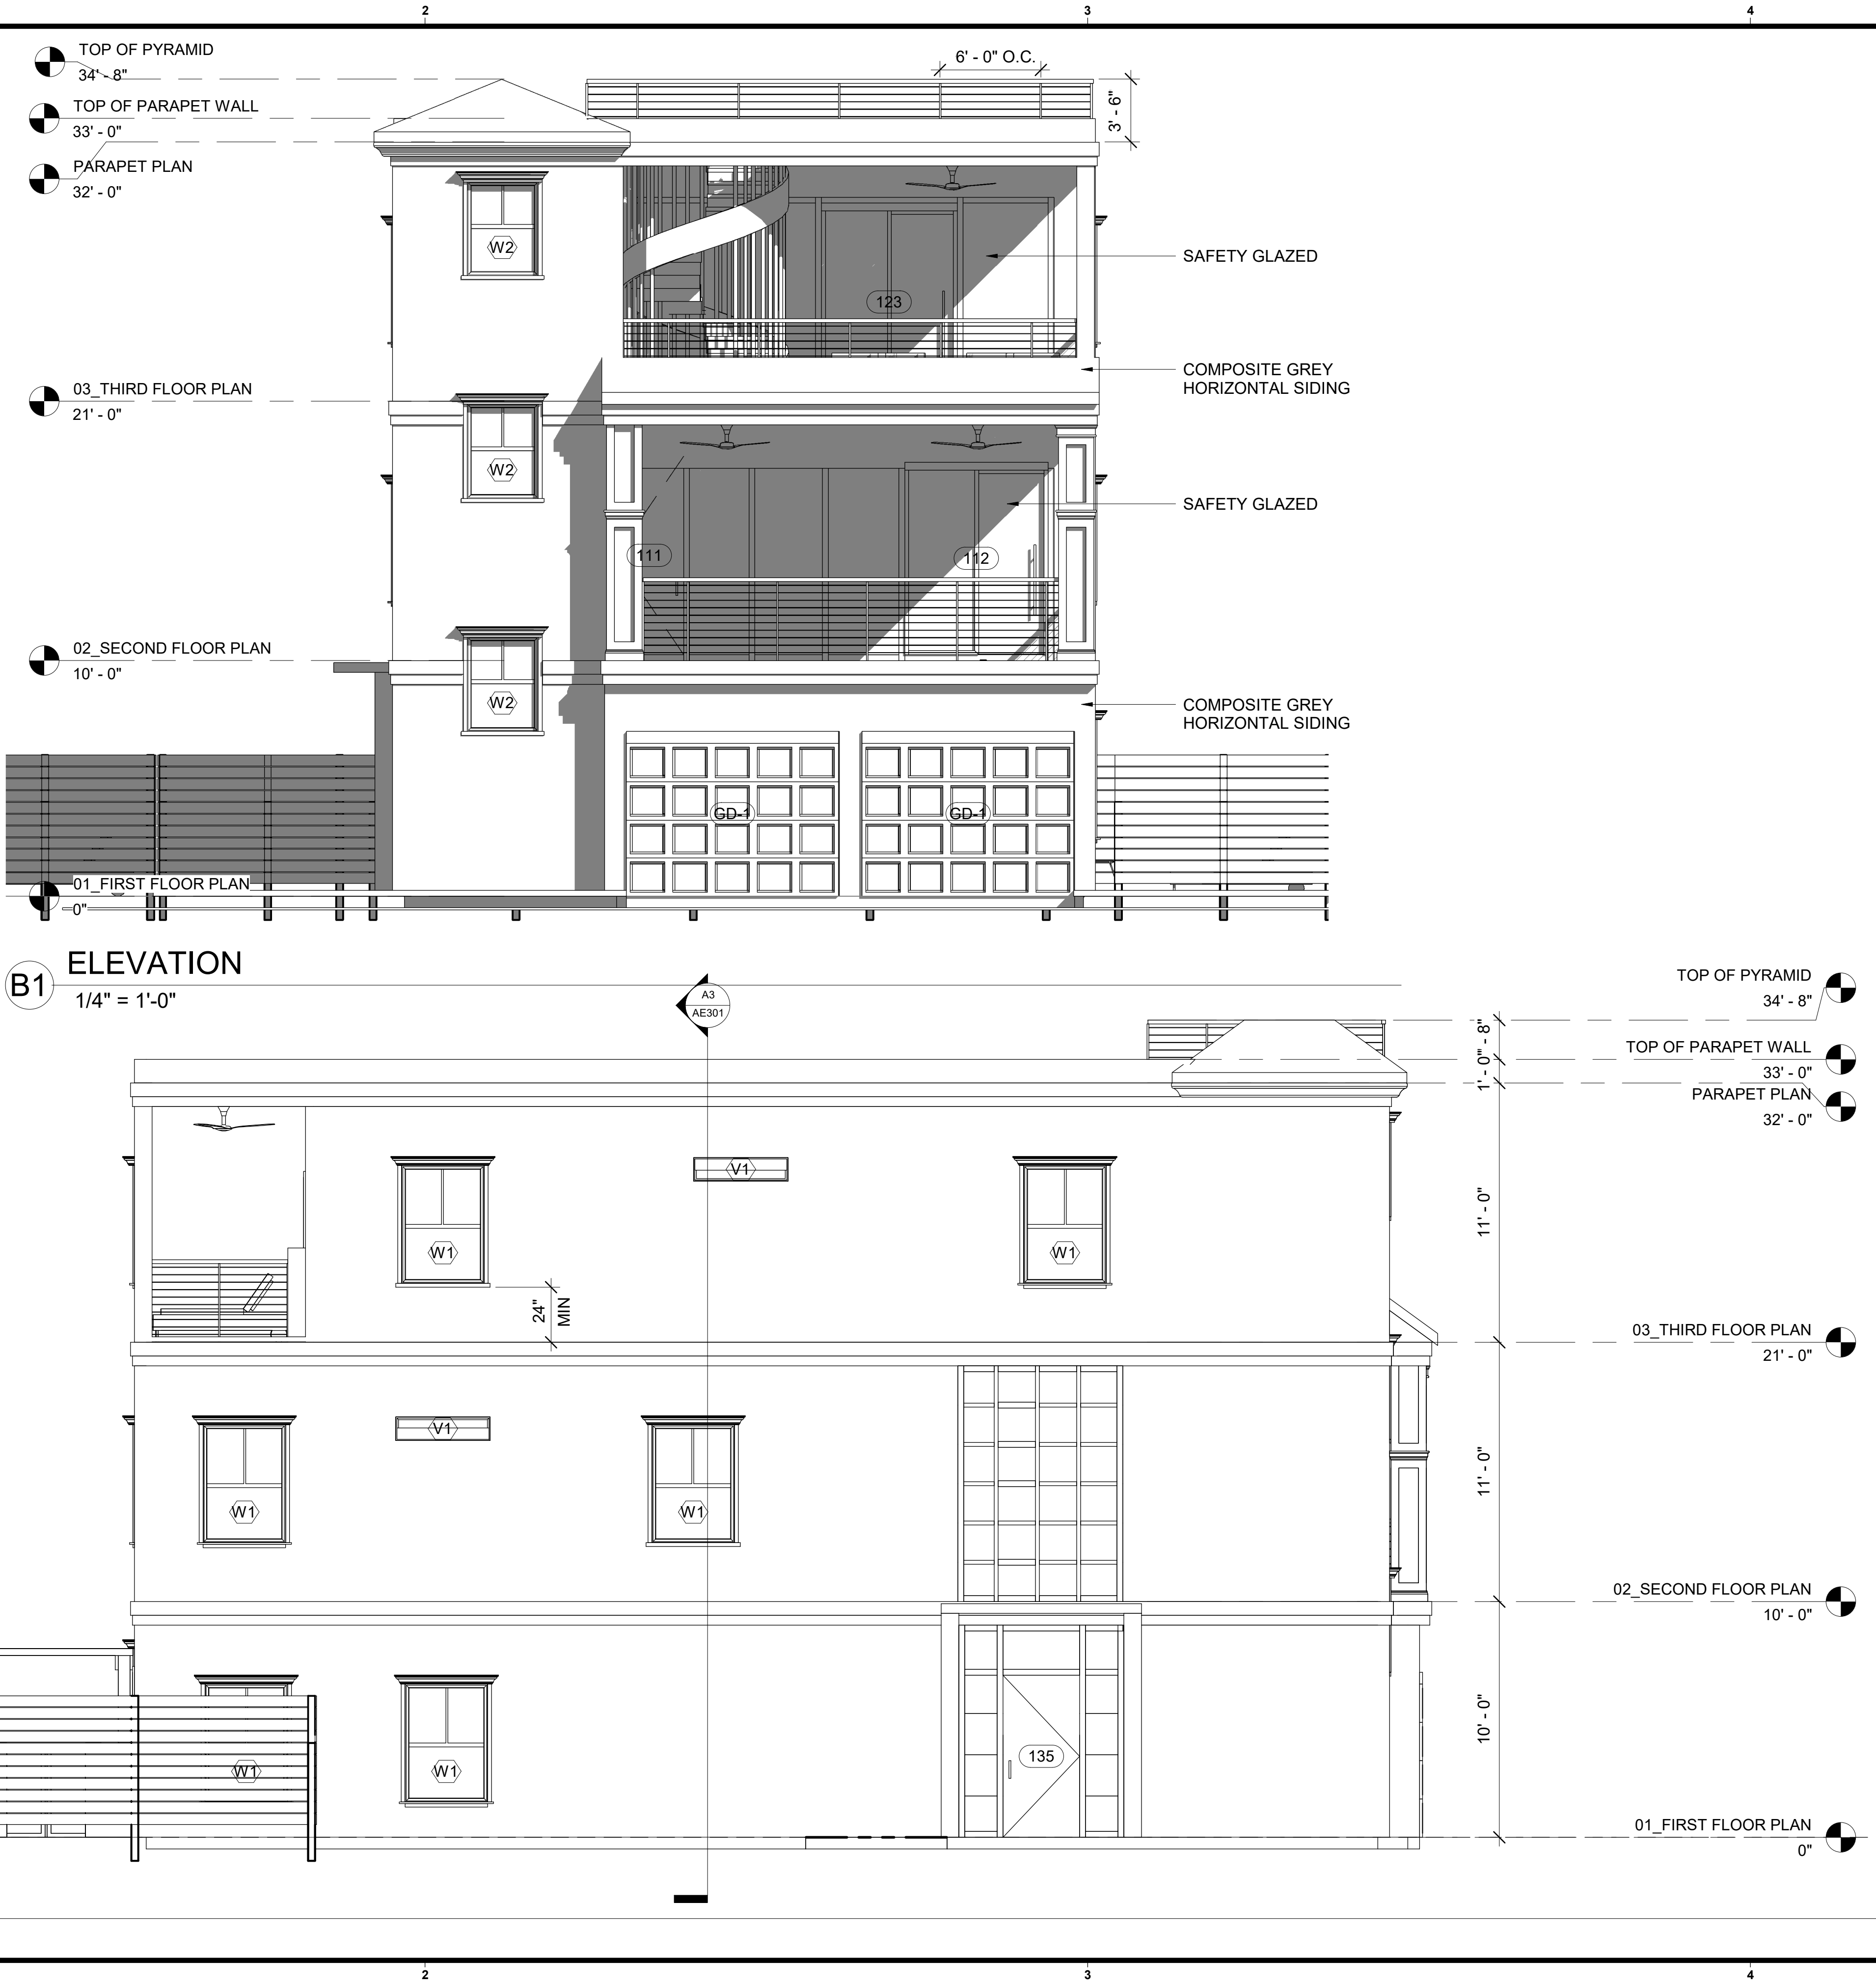 2
3
4
TOP OF PYRAMID
34' - 8"
TOP OF PARAPET WALL
33' - 0"
PARAPET PLAN
32' - 0"
6' - 0" O.C.
3' - 6"
W2
123
SAFETY GLAZED
COMPOSITE GREY
HORIZONTAL SIDING
03_THIRD FLOOR PLAN
21' - 0"
W2
SAFETY GLAZED
111
112
02_SECOND FLOOR PLAN
10' - 0"
W2
COMPOSITE GREY
HORIZONTAL SIDING
GD-1
GD-1
01_FIRST FLOOR PLAN
0"
B1
ELEVATION
1/4" = 1'-0"
A3
AE301
TOP OF PYRAMID
34' - 8"
TOP OF PARAPET WALL
33' - 0"
PARAPET PLAN
32' - 0"
1' - 0"
- 8"
V1
W1
W1
11' - 0"
24"
MIN
03_THIRD FLOOR PLAN
21' - 0"
V1
W1
W1
11' - 0"
02_SECOND FLOOR PLAN
10' - 0"
10' - 0"
W1
W1
135
01_FIRST FLOOR PLAN
0"
2
3
4